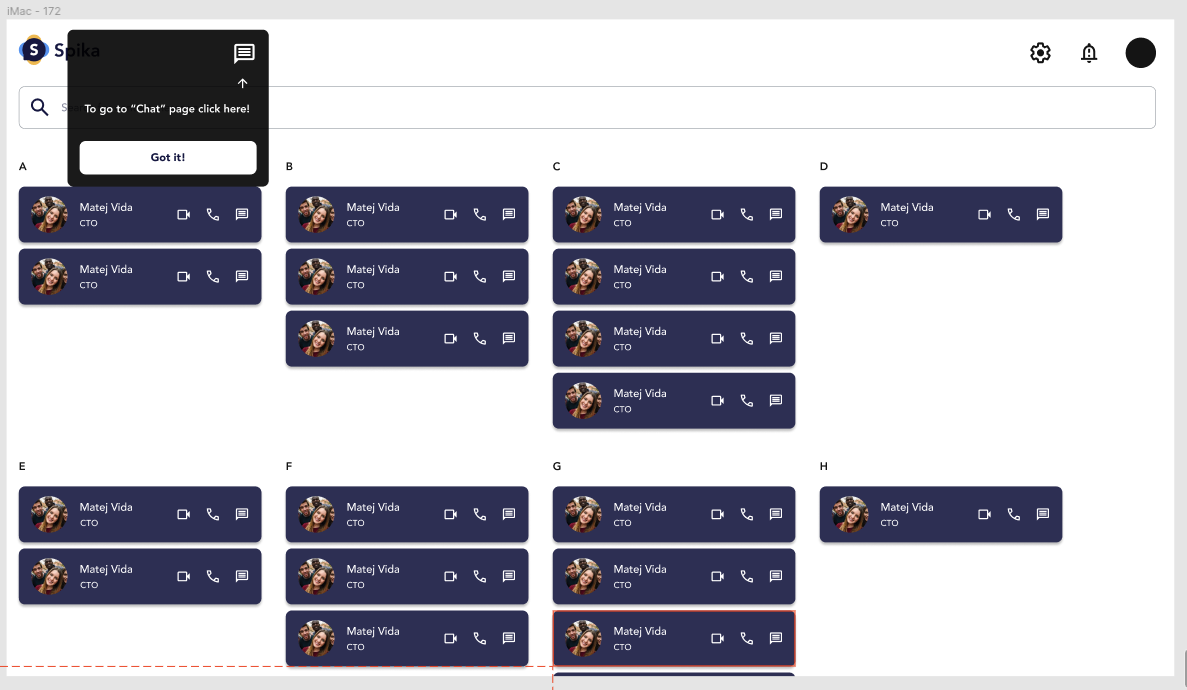 iMac - 172
Spika
To go to “Chat” page click here!
Got it!
A
B
C
D
Matej Vida
CTO
Matej Vida
CTO
Matej Vida
CTO
Matej Vida
CTO
Matej Vida
CTO
Matej Vida
CTO
Matej Vida
CTO
Matej Vida
CTO
Matej Vida
CTO
Matej Vida
CTO
E
F
G
H
Matej Vida
CTO
Matej Vida
CTO
Matej Vida
CTO
Matej Vida
CTO
Matej Vida
CTO
Matej Vida
CTO
Matej Vida
CTO
Matej Vida
CTO
Matej Vida
CTO